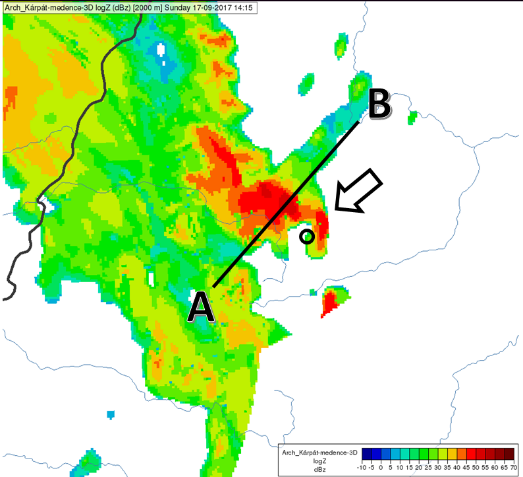 Arch_Kárpát-medence-3D logZ (dBz) [2000 m] Sunday 17-09-2017 14:15
B
A
Arch_Kárpát-medence-3D
logZ
dBz
-10 -5 0 5 10 15 20 25 30 35 40 45 50 55 60 65 70